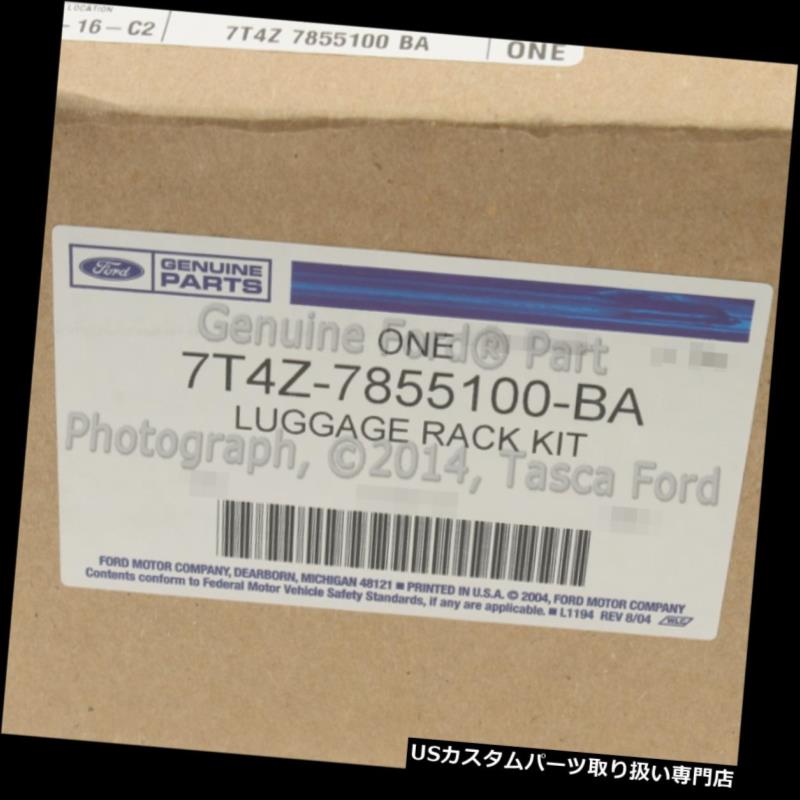 LOCATION
- 16-C2
7T4Z 7855100 BA
ONE
Ford
GENUINE
PARTS
Genuine Ford® Part
ONE
7T4Z-7855100-BA
LUGGAGE RACK KIT
Photograph, ©2014, Tasca Ford
FORD MOTOR COMPANY, DEARBORN, MICHIGAN 48121 ■ PRINTED IN U.S.A. © 2004, FORD MOTOR COMPANY
Contents conform to Federal Motor Vehicle Safety Standards, if any are applicable. ■ L1194 REV 8/04 WLC
USカスタムパーツ取り扱い専門店